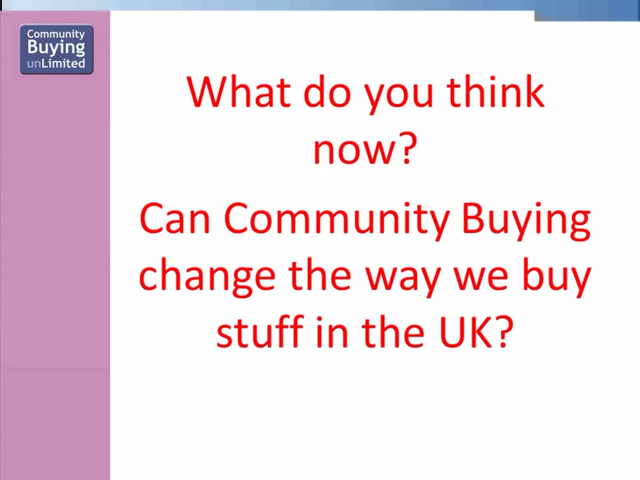 Community
Buying
unLimited
What do you think
now?
Can Community Buying
change the way we buy
stuff in the UK?